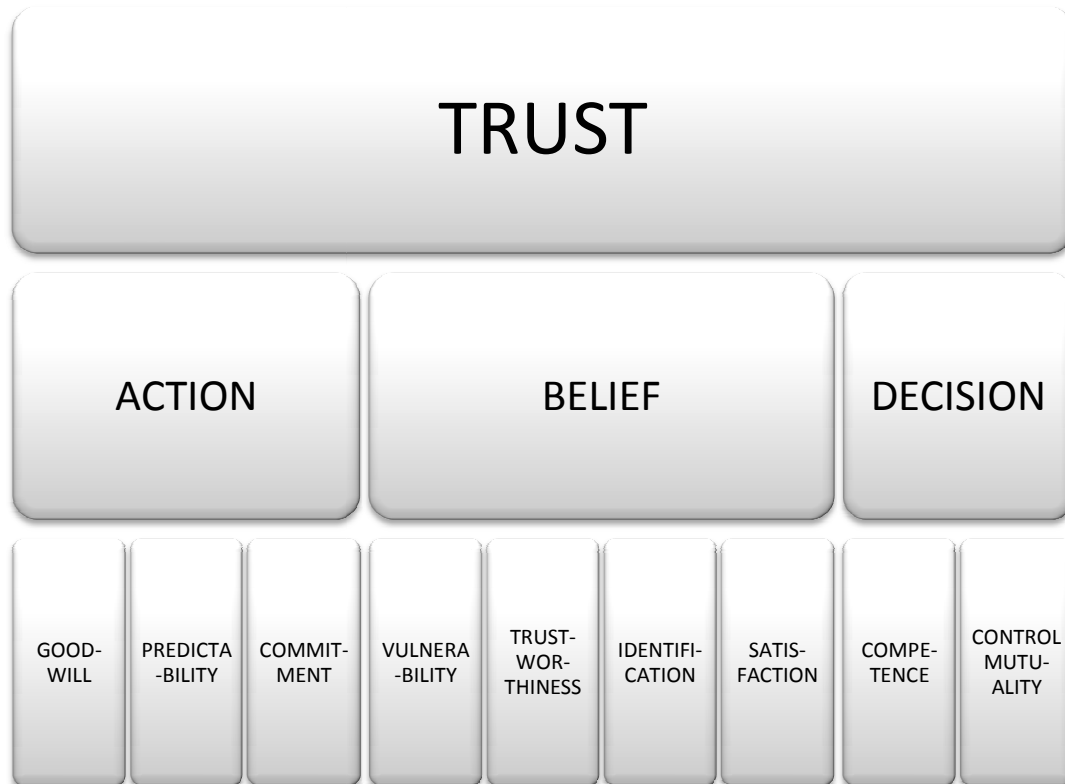 TRUST
ACTION
BELIEF
DECISION
GOOD-
WILL
PREDICTA
-BILITY
COMMIT-
MENT
VULNERA
-BILITY
TRUST-
WOR-
THINESS
IDENTIFI-
CATION
SATIS-
FACTION
COMPE-
TENCE
CONTROL
MUTU-
ALITY